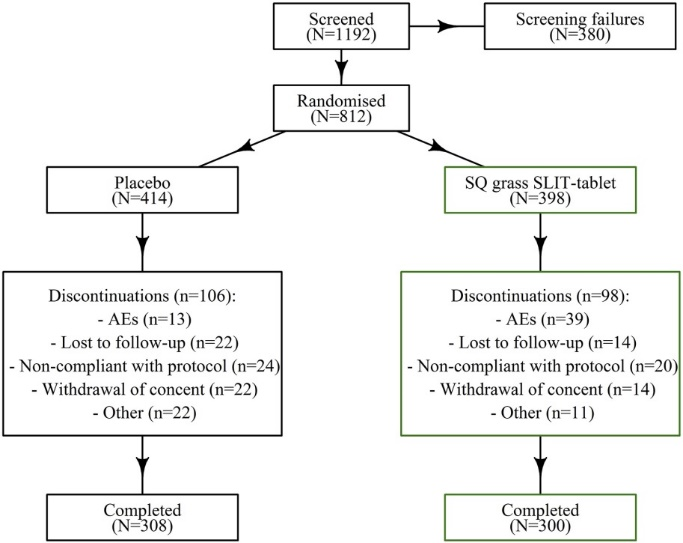 Screened
(N=1192)
Screening failures
(N=380)
Randomised
(N=812)
Placebo
(N=414)
SQ grass SLIT-tablet
(N=398)
Discontinuations (n=106):
- AEs (n=13)
- Lost to follow-up (n=22)
- Non-compliant with protocol (n=24)
- Withdrawal of concent (n=22)
- Other (n=22)
Discontinuations (n=98):
- AEs (n=39)
- Lost to follow-up (n=14)
- Non-compliant with protocol (n=20)
- Withdrawal of concent (n=14)
- Other (n=11)
Completed
(N=308)
Completed
(N=300)